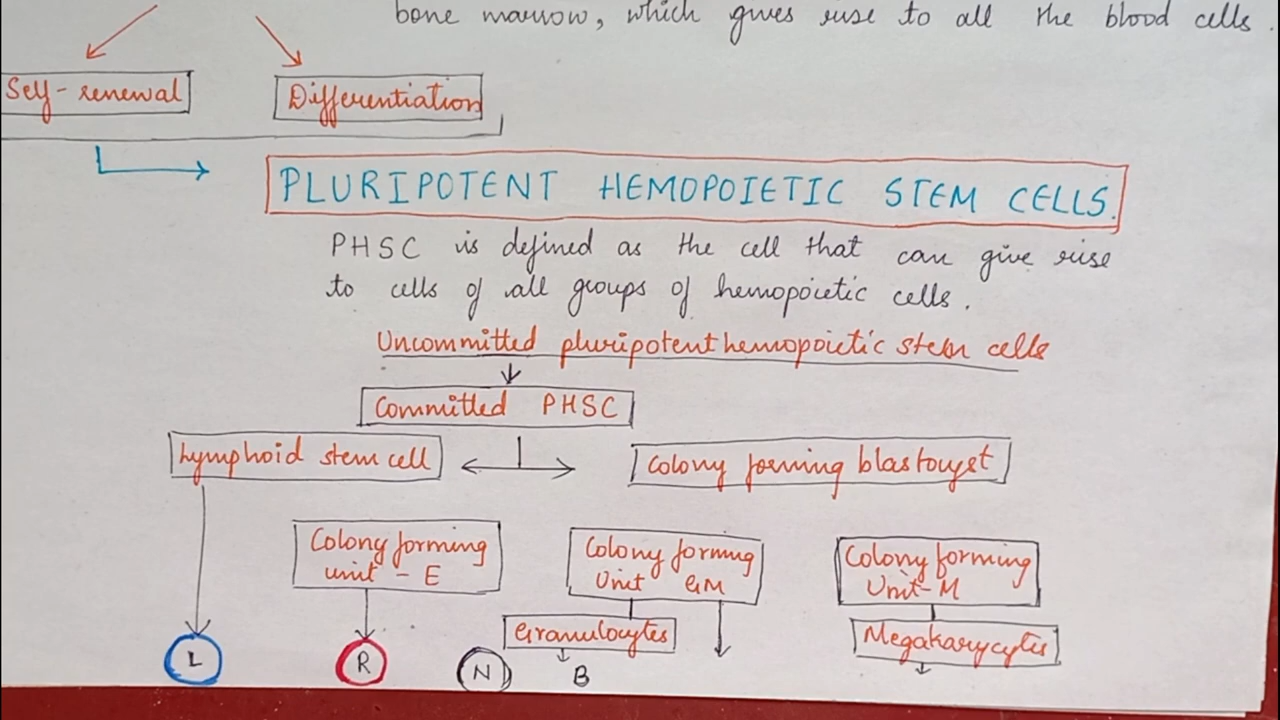 bone marrow, which gives rise to all the blood cells.
Self-renewal
Differentiation
PLURIPOTENT HEMOPOIETIC STEM CELLS.
PHSC is defined as the cell that can give rise
to cells of all groups of hemopoietic cells.
Uncommitted pluripotent hemopoietic stem cells
Committed PHSC
Lymphoid stem cell
Colony forming blastocyst
Colony forming
unit - E
Colony forming
Unit GM
Colony forming
Unit-M
Granulocytes
Megakarycytes
L
R
N
B